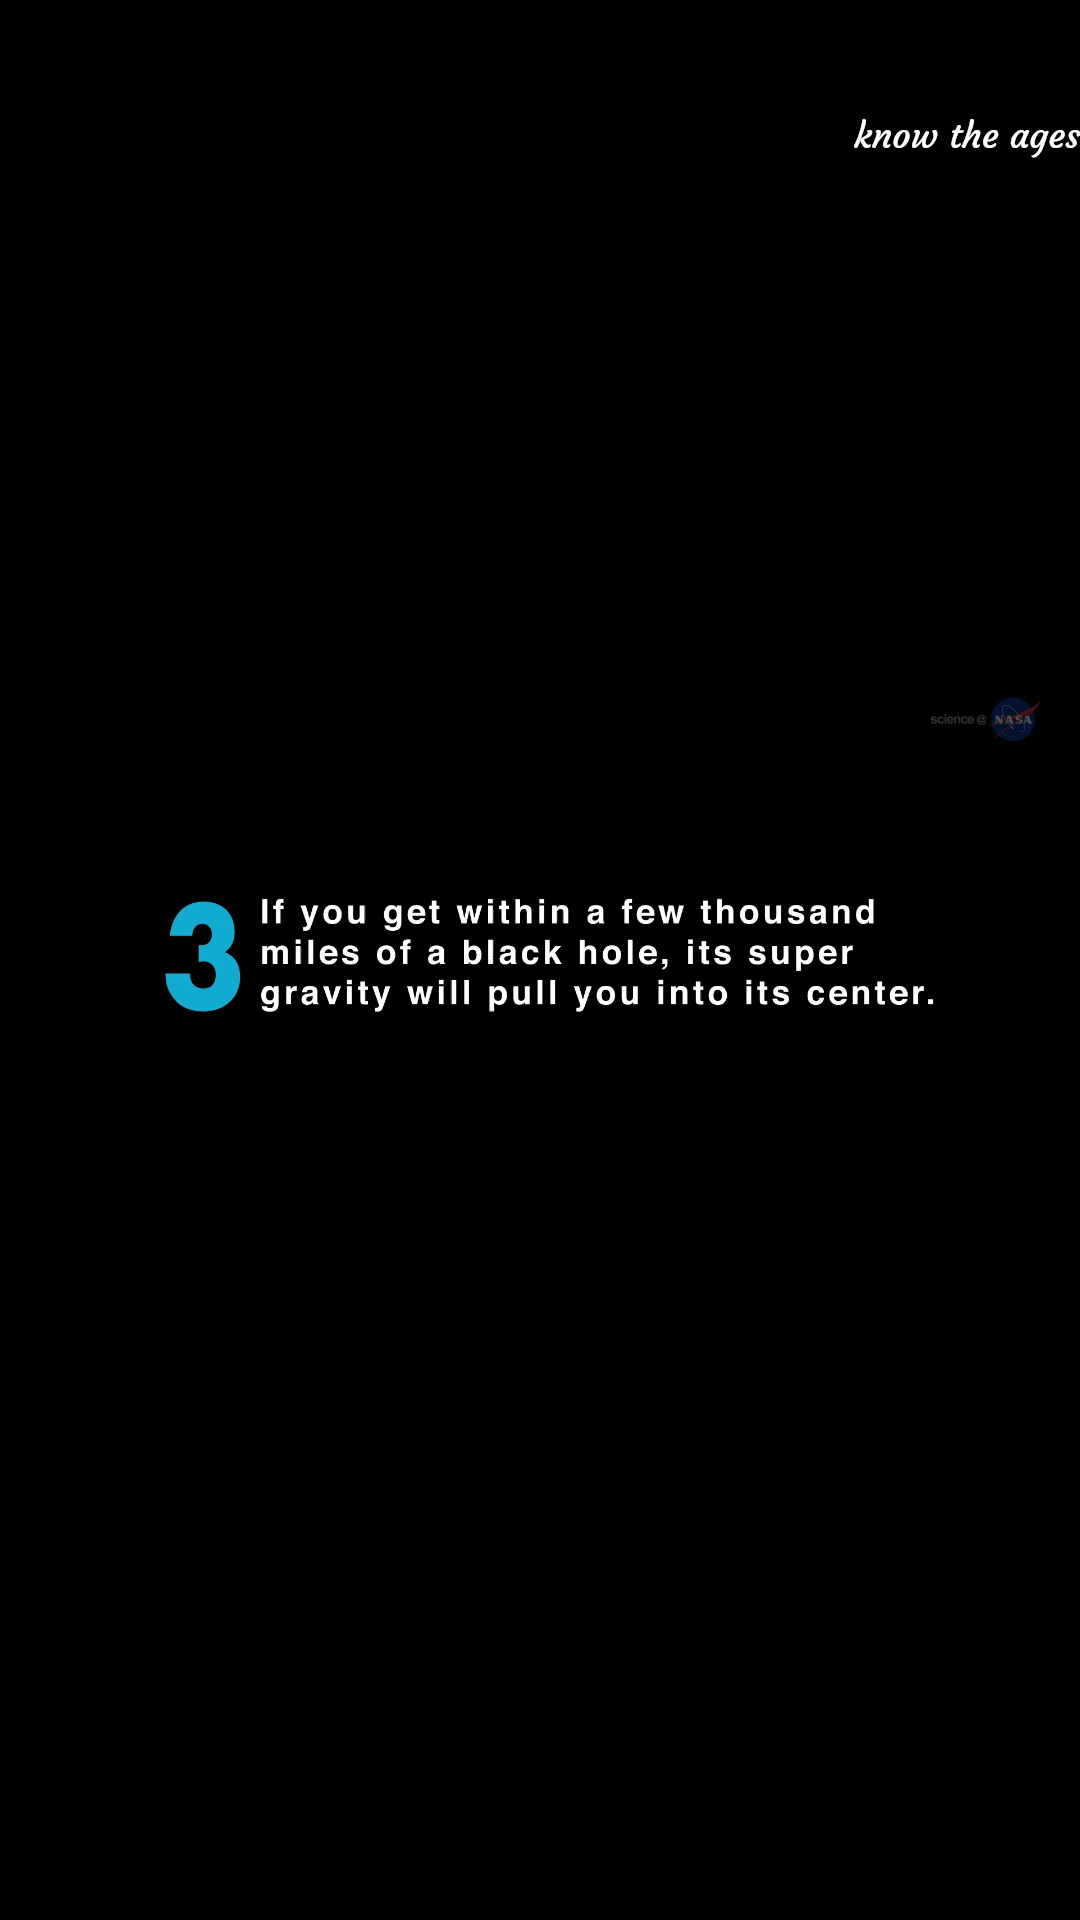 know the ages
science @ NASA
3
If you get within a few thousand
miles of a black hole, its super
gravity will pull you into its center.